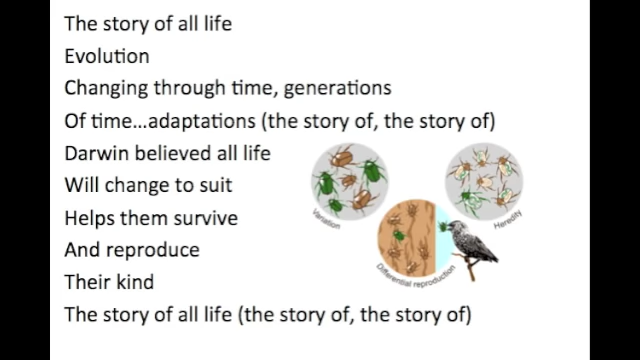 The story of all life
Evolution
Changing through time, generations
Of time...adaptations (the story of, the story of)
Darwin believed all life
Will change to suit
Helps them survive
And reproduce
Their kind
The story of all life (the story of, the story of)
Variation
Heredity
Differential reproduction